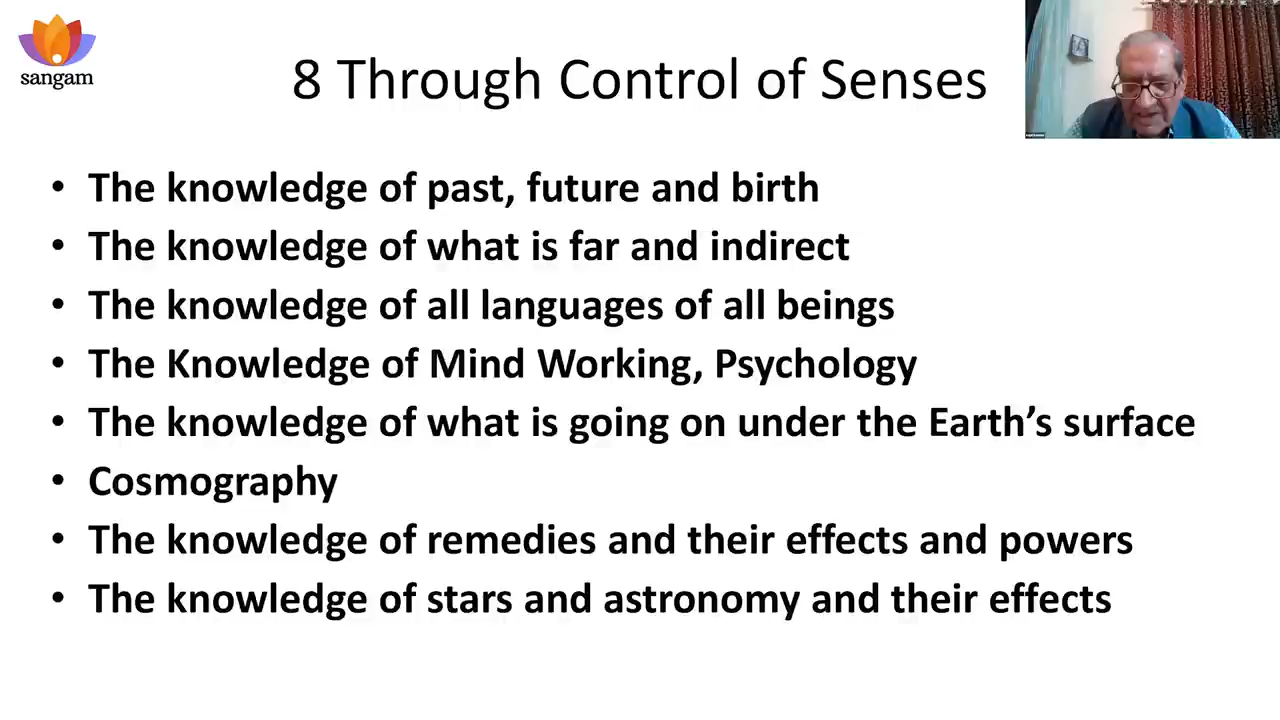 sangam
8 Through Control of Senses
• The knowledge of past, future and birth
• The knowledge of what is far and indirect
• The knowledge of all languages of all beings
• The Knowledge of Mind Working, Psychology
• The knowledge of what is going on under the Earth’s surface
• Cosmography
• The knowledge of remedies and their effects and powers
• The knowledge of stars and astronomy and their effects